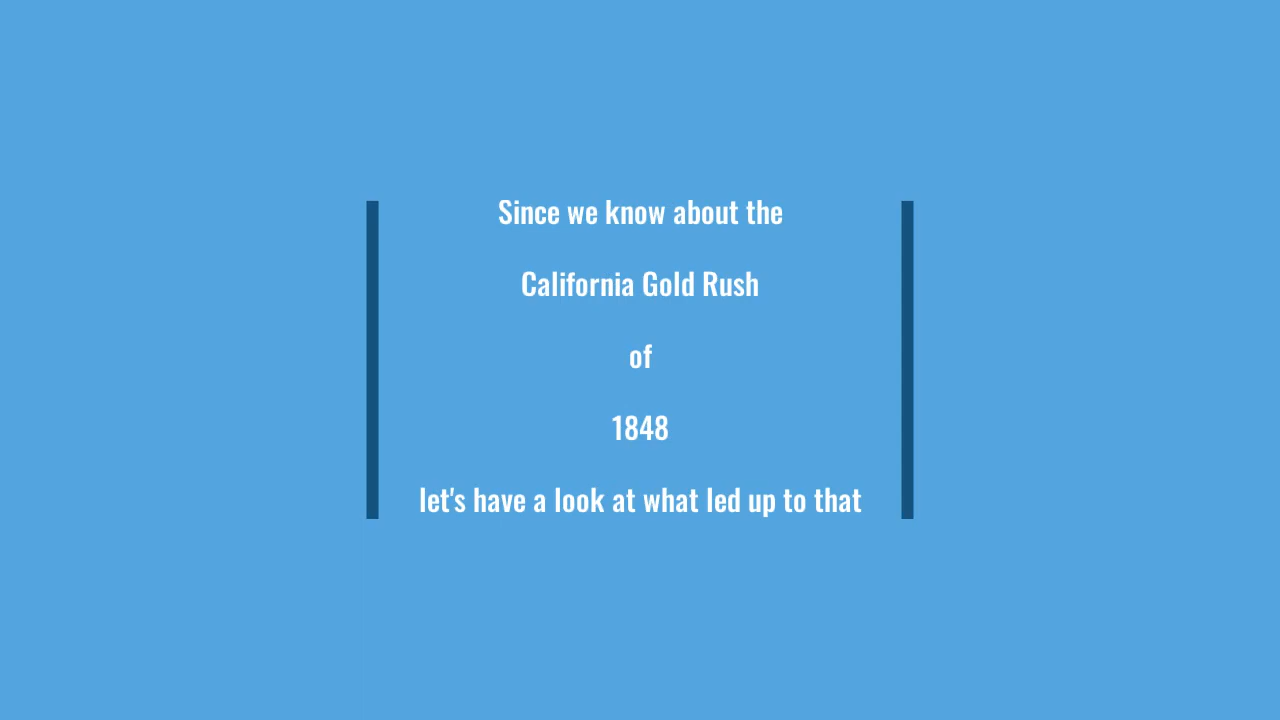 Since we know about the
California Gold Rush
of
1848
let's have a look at what led up to that